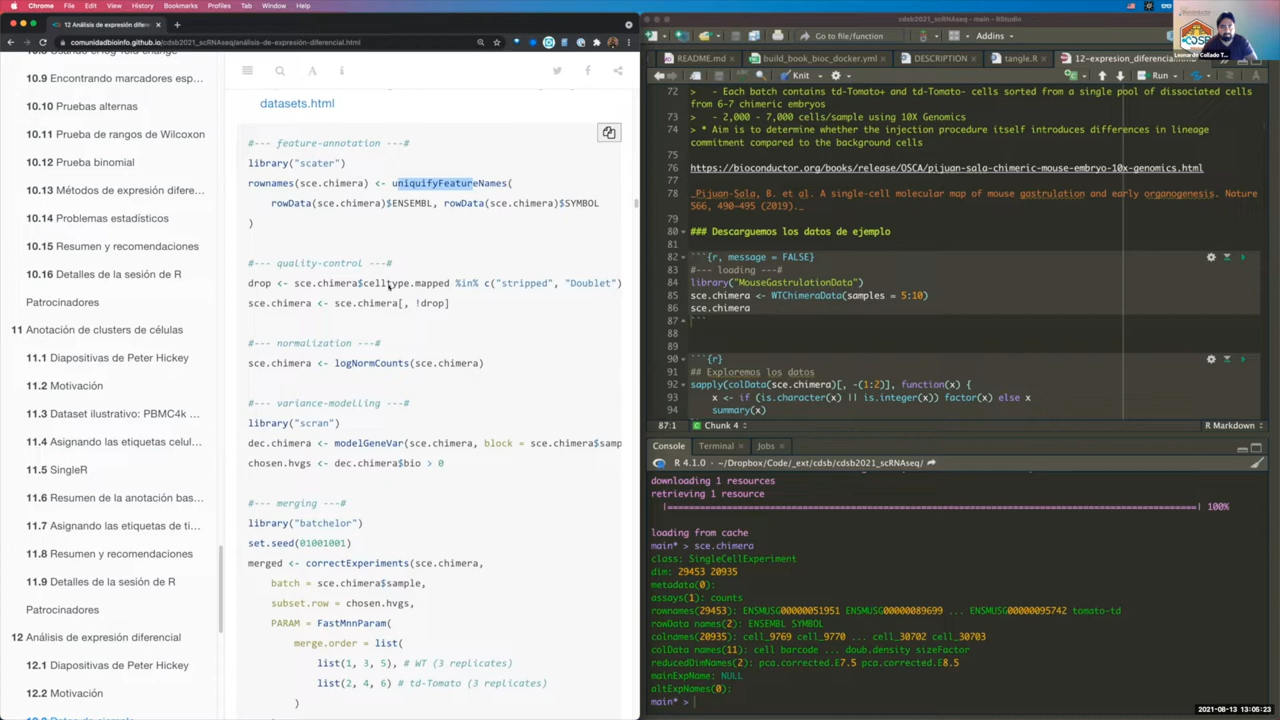 Chrome File Edit View History Bookmarks Profiles Tab Window Help
12 Análisis de expresión difer
comunidadbioinfo.github.io/cdsb2021_scRNAseq/análisis-de-expresión-diferencial.html
10.9 Encontrando marcadores esp...
10.10 Pruebas alternas
10.11 Prueba de rangos de Wilcoxon
10.12 Prueba binomial
10.13 Métodos de expresión difere...
10.14 Problemas estadísticos
10.15 Resumen y recomendaciones
10.16 Detalles de la sesión de R
Patrocinadores
11 Anotación de clusters de células
11.1 Diapositivas de Peter Hickey
11.2 Motivación
11.3 Dataset ilustrativo: PBMC4k ...
11.4 Asignando las etiquetas celul...
11.5 SingleR
11.6 Resumen de la anotación bas...
11.7 Asignando las etiquetas de ti...
11.8 Resumen y recomendaciones
11.9 Detalles de la sesión de R
Patrocinadores
12 Análisis de expresión diferencial
12.1 Diapositivas de Peter Hickey
12.2 Motivación
datasets.html
#--- feature-annotation ---#
library("scater")
rownames(sce.chimera) <- uniquifyFeatureNames(
rowData(sce.chimera)$ENSEMBL, rowData(sce.chimera)$SYMBOL
)
#--- quality-control ---#
drop <- sce.chimera$celltype.mapped %in% c("stripped", "Doublet")
sce.chimera <- sce.chimera[, !drop]
#--- normalization ---#
sce.chimera <- logNormCounts(sce.chimera)
#--- variance-modelling ---#
library("scran")
dec.chimera <- modelGeneVar(sce.chimera, block = sce.chimera$samp
chosen.hvgs <- dec.chimera$bio > 0
#--- merging ---#
library("batchelor")
set.seed(01001001)
merged <- correctExperiments(sce.chimera,
batch = sce.chimera$sample,
subset.row = chosen.hvgs,
PARAM = FastMnnParam(
merge.order = list(
list(1, 3, 5), # WT (3 replicates)
list(2, 4, 6) # td-Tomato (3 replicates)
)
cdsb2021_scRNAseq - main - RStudio
Go to file/function Addins
README.md build_book_bioc_docker.yml DESCRIPTION tangle.R 12-expresion_diferencial.
Knit Run
72 > - Each batch contains td-Tomato+ and td-Tomato- cells sorted from a single pool of dissociated cells
from 6-7 chimeric embryos
73 > - 2,000 - 7,000 cells/sample using 10X Genomics
74 > * Aim is to determine whether the injection procedure itself introduces differences in lineage
commitment compared to the background cells
75
76 https://bioconductor.org/books/release/OSCA/pijuan-sala-chimeric-mouse-embryo-10x-genomics.html
77
78 _Pijuan-Sala, B. et al. A single-cell molecular map of mouse gastrulation and early organogenesis. Nature
566, 490–495 (2019)._
79
80 ### Descarguemos los datos de ejemplo
81
82 ```{r, message = FALSE}
83 #--- loading ---#
84 library("MouseGastrulationData")
85 sce.chimera <- WTChimeraData(samples = 5:10)
86 sce.chimera
87 ```
88
89
90 ```{r}
91 ## Exploremos los datos
92 sapply(colData(sce.chimera)[, -(1:2)], function(x) {
93 x <- if (is.character(x) || is.integer(x)) factor(x) else x
94 summary(x)
87:1 Chunk 4 R Markdown
Console Terminal Jobs
R 4.1.0 · ~/Dropbox/Code/_ext/cdsb/cdsb2021_scRNAseq/
downloading 1 resources
retrieving 1 resource
100%
loading from cache
main* > sce.chimera
class: SingleCellExperiment
dim: 29453 20935
metadata(0):
assays(1): counts
rownames(29453): ENSMUSG00000051951 ENSMUSG00000089699 ... ENSMUSG00000095742 tomato-td
rowData names(2): ENSEMBL SYMBOL
colnames(20935): cell_9769 cell_9770 ... cell_30702 cell_30703
colData names(11): cell barcode ... doub.density sizeFactor
reducedDimNames(2): pca.corrected.E7.5 pca.corrected.E8.5
mainExpName: NULL
altExpNames(0):
main* >
Leonardo Collado T...
2021-08-13 13:05:23